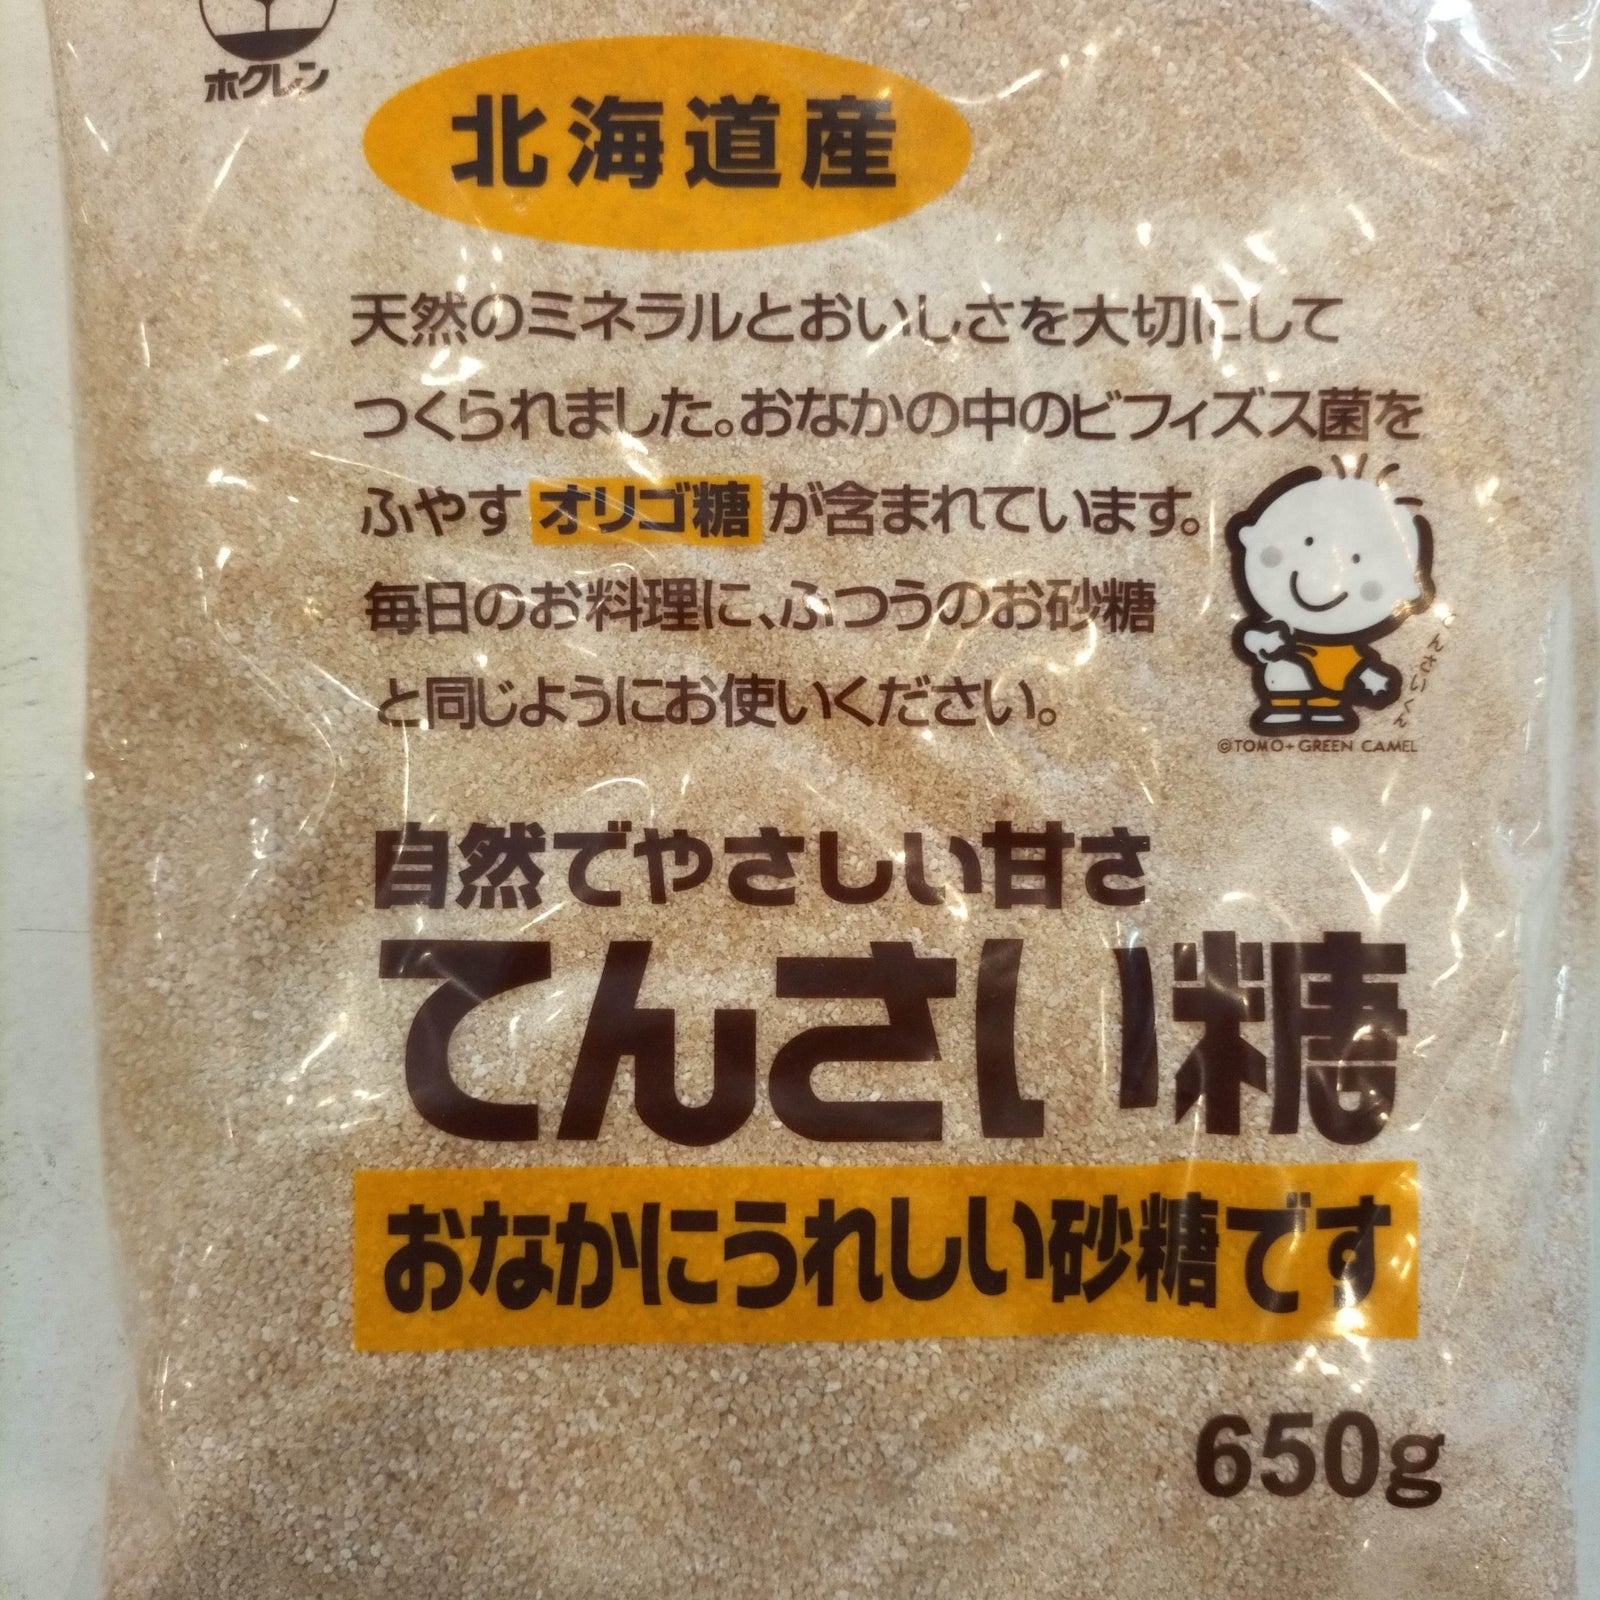 ホクレン
北海道産
天然のミネラルとおいしさを大切にして
つくられました。おなかの中のビフィズス菌を
ふやす オリゴ糖 が含まれています。
毎日のお料理に、ふつうのお砂糖
と同じようにお使いください。
てんさいくん
©TOMO+GREEN CAMEL
自然でやさしい甘さ
てんさい糖
おなかにうれしい砂糖です
650g